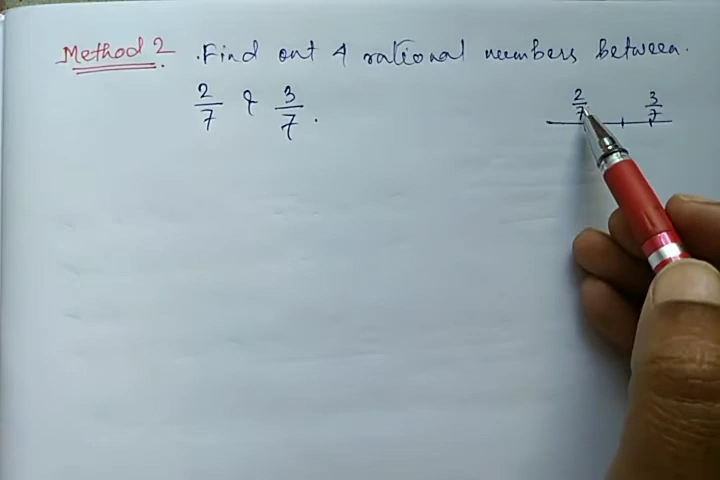 Method 2 . Find out 4 rational numbers between.
2/7 & 3/7.
2/7 3/7